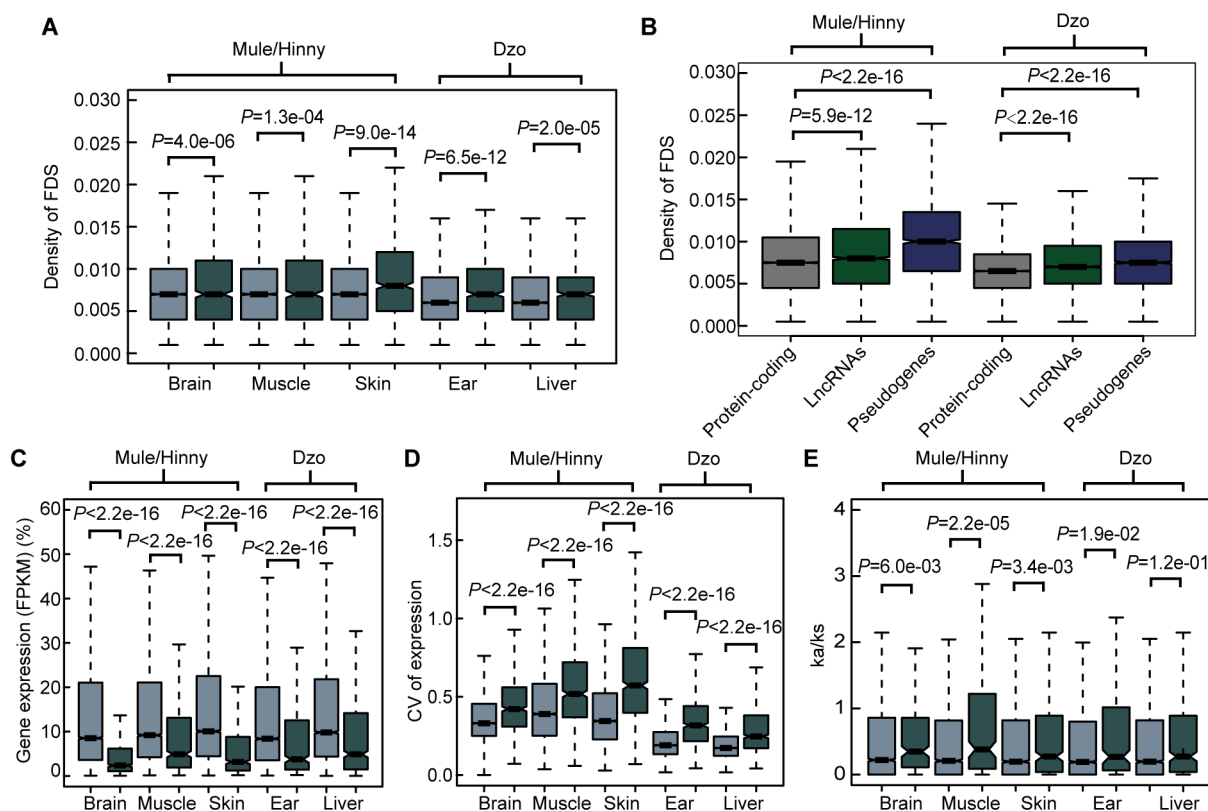 A
Mule/Hinny
Dzo
Density of FDS
0.030
0.025
0.020
0.015
0.010
0.005
0.000
P=4.0e-06
P=1.3e-04
P=9.0e-14
P=6.5e-12
P=2.0e-05
Brain
Muscle
Skin
Ear
Liver
B
Mule/Hinny
Dzo
Density of FDS
0.030
0.025
0.020
0.015
0.010
0.005
0.000
P<2.2e-16
P=5.9e-12
P<2.2e-16
P<2.2e-16
Protein-coding
LncRNAs
Pseudogenes
Protein-coding
LncRNAs
Pseudogenes
C
Mule/Hinny
Dzo
Gene expression (FPKM) (%)
60
50
40
30
20
10
0
P<2.2e-16
P<2.2e-16
P<2.2e-16
P<2.2e-16
P<2.2e-16
Brain
Muscle
Skin
Ear
Liver
D
Mule/Hinny
Dzo
CV of expression
1.5
1.0
0.5
0.0
P<2.2e-16
P<2.2e-16
P<2.2e-16
P<2.2e-16
P<2.2e-16
Brain
Muscle
Skin
Ear
Liver
E
Mule/Hinny
Dzo
ka/ks
4
3
2
1
0
P=6.0e-03
P=2.2e-05
P=3.4e-03
P=1.9e-02
P=1.2e-01
Brain
Muscle
Skin
Ear
Liver